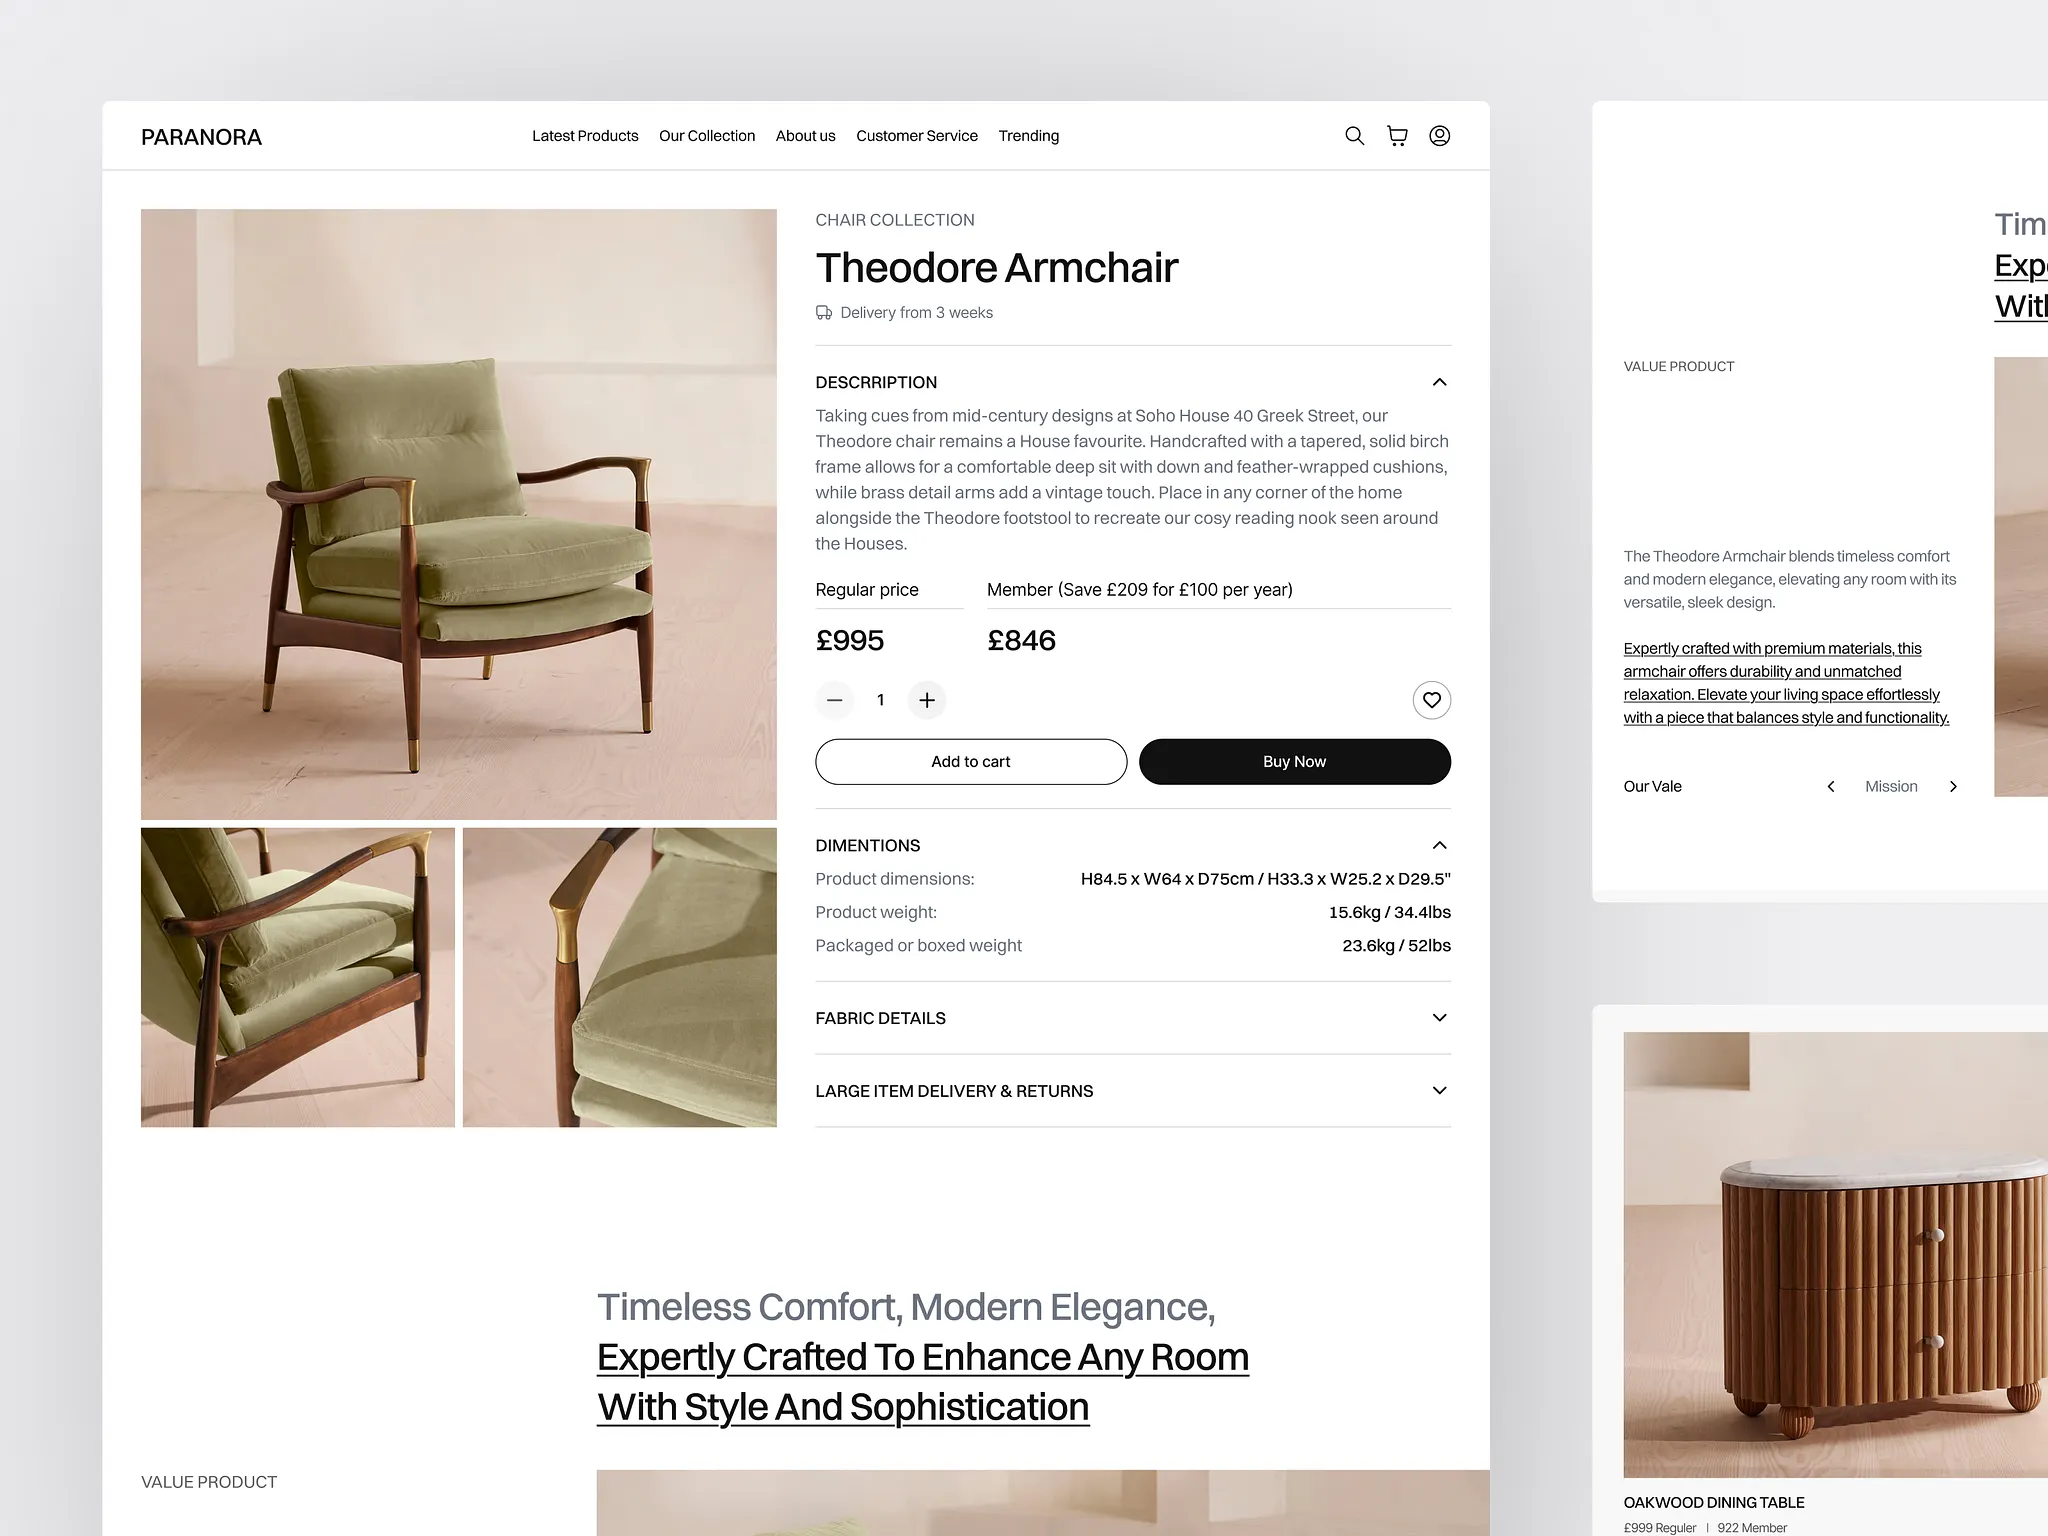 PARANORA
Latest Products
Our Collection
About us
Customer Service
Trending
CHAIR COLLECTION
Theodore Armchair
Delivery from 3 weeks
DESCRRIPTION
Taking cues from mid-century designs at Soho House 40 Greek Street, our
Theodore chair remains a House favourite. Handcrafted with a tapered, solid birch
frame allows for a comfortable deep sit with down and feather-wrapped cushions,
while brass detail arms add a vintage touch. Place in any corner of the home
alongside the Theodore footstool to recreate our cosy reading nook seen around
the Houses.
Regular price
Member (Save £209 for £100 per year)
£995
£846
1
Add to cart
Buy Now
DIMENTIONS
Product dimensions:
H84.5 x W64 x D75cm / H33.3 x W25.2 x D29.5"
Product weight:
15.6kg / 34.4lbs
Packaged or boxed weight
23.6kg / 52lbs
FABRIC DETAILS
LARGE ITEM DELIVERY & RETURNS
Timeless Comfort, Modern Elegance,
Expertly Crafted To Enhance Any Room
With Style And Sophistication
VALUE PRODUCT
Tim
Exp
With
VALUE PRODUCT
The Theodore Armchair blends timeless comfort
and modern elegance, elevating any room with its
versatile, sleek design.
Expertly crafted with premium materials, this
armchair offers durability and unmatched
relaxation. Elevate your living space effortlessly
with a piece that balances style and functionality.
Our Vale
Mission
OAKWOOD DINING TABLE
£999 Reguler | 922 Member